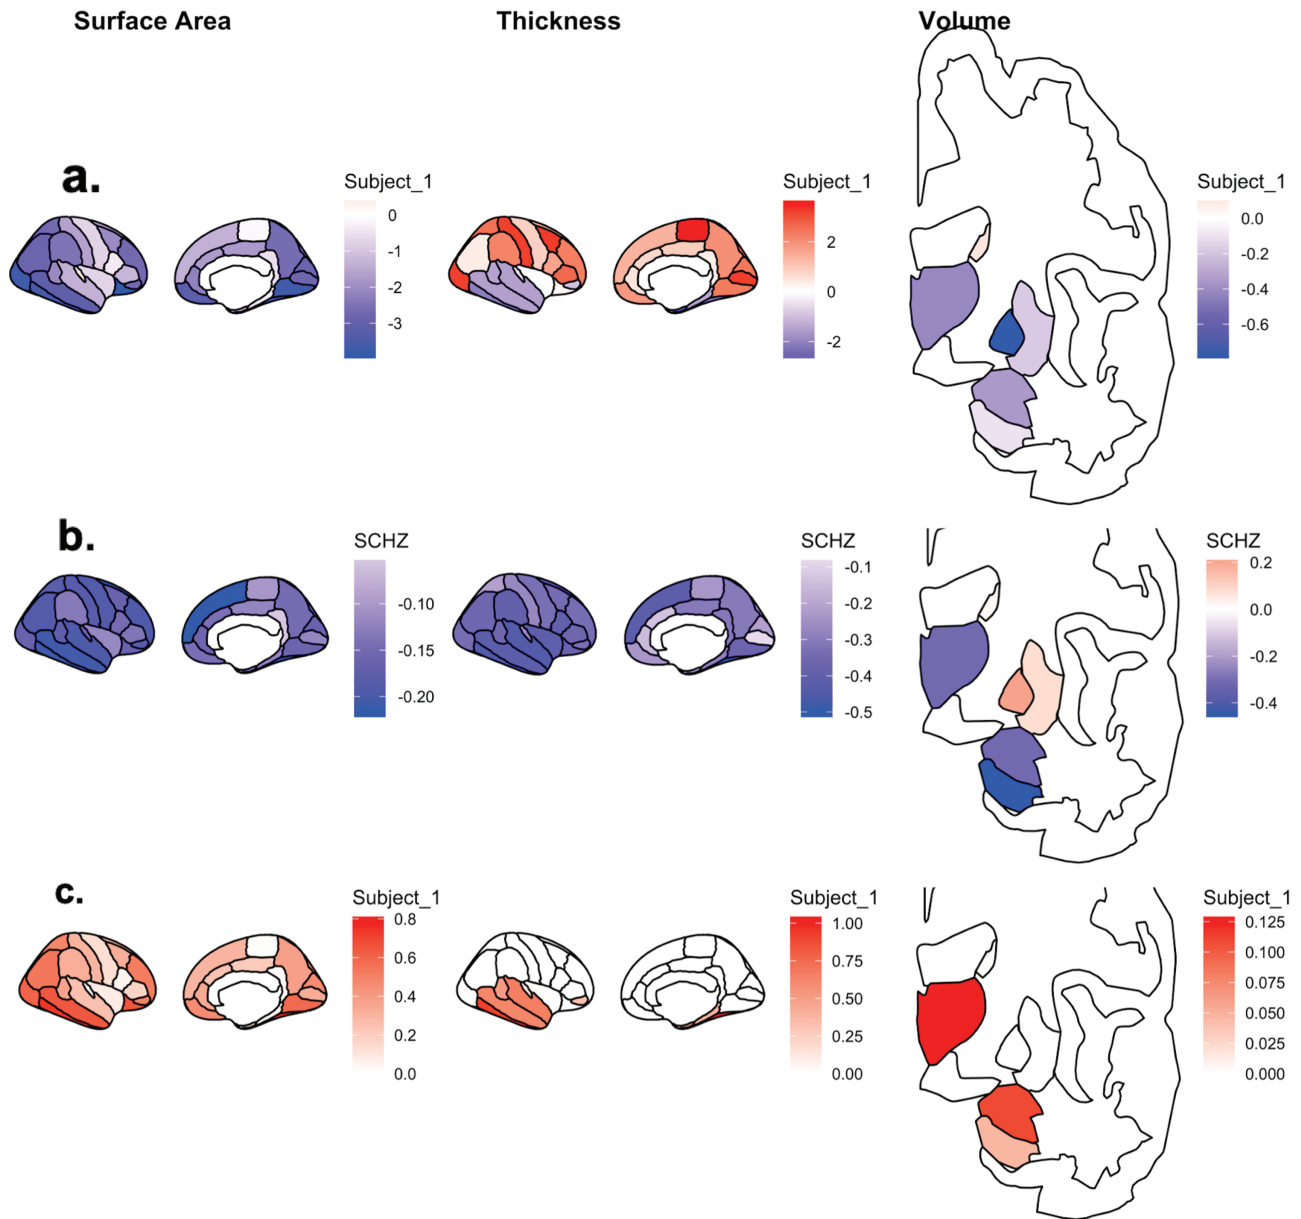 Surface Area
Thickness
Volume
a.
Subject_1
0
-1
-2
-3
Subject_1
2
0
-2
Subject_1
0.0
-0.2
-0.4
-0.6
b.
SCHZ
-0.10
-0.15
-0.20
SCHZ
-0.1
-0.2
-0.3
-0.4
-0.5
SCHZ
0.2
0.0
-0.2
-0.4
c.
Subject_1
0.8
0.6
0.4
0.2
0.0
Subject_1
1.00
0.75
0.50
0.25
0.00
Subject_1
0.125
0.100
0.075
0.050
0.025
0.000